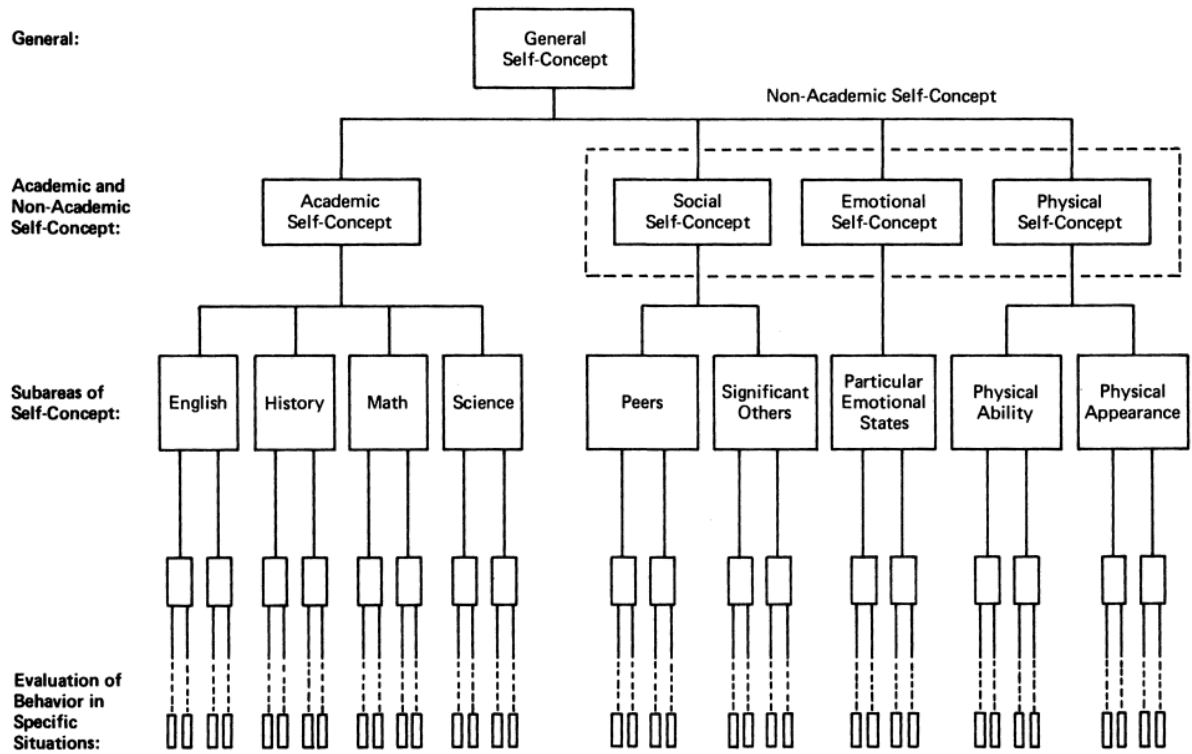 General:
General
Self-Concept
Non-Academic Self-Concept
Academic and
Non-Academic
Self-Concept:
Academic
Self-Concept
Social
Self-Concept
Emotional
Self-Concept
Physical
Self-Concept
Subareas of
Self-Concept:
English
History
Math
Science
Peers
Significant
Others
Particular
Emotional
States
Physical
Ability
Physical
Appearance
Evaluation of
Behavior in
Specific
Situations: